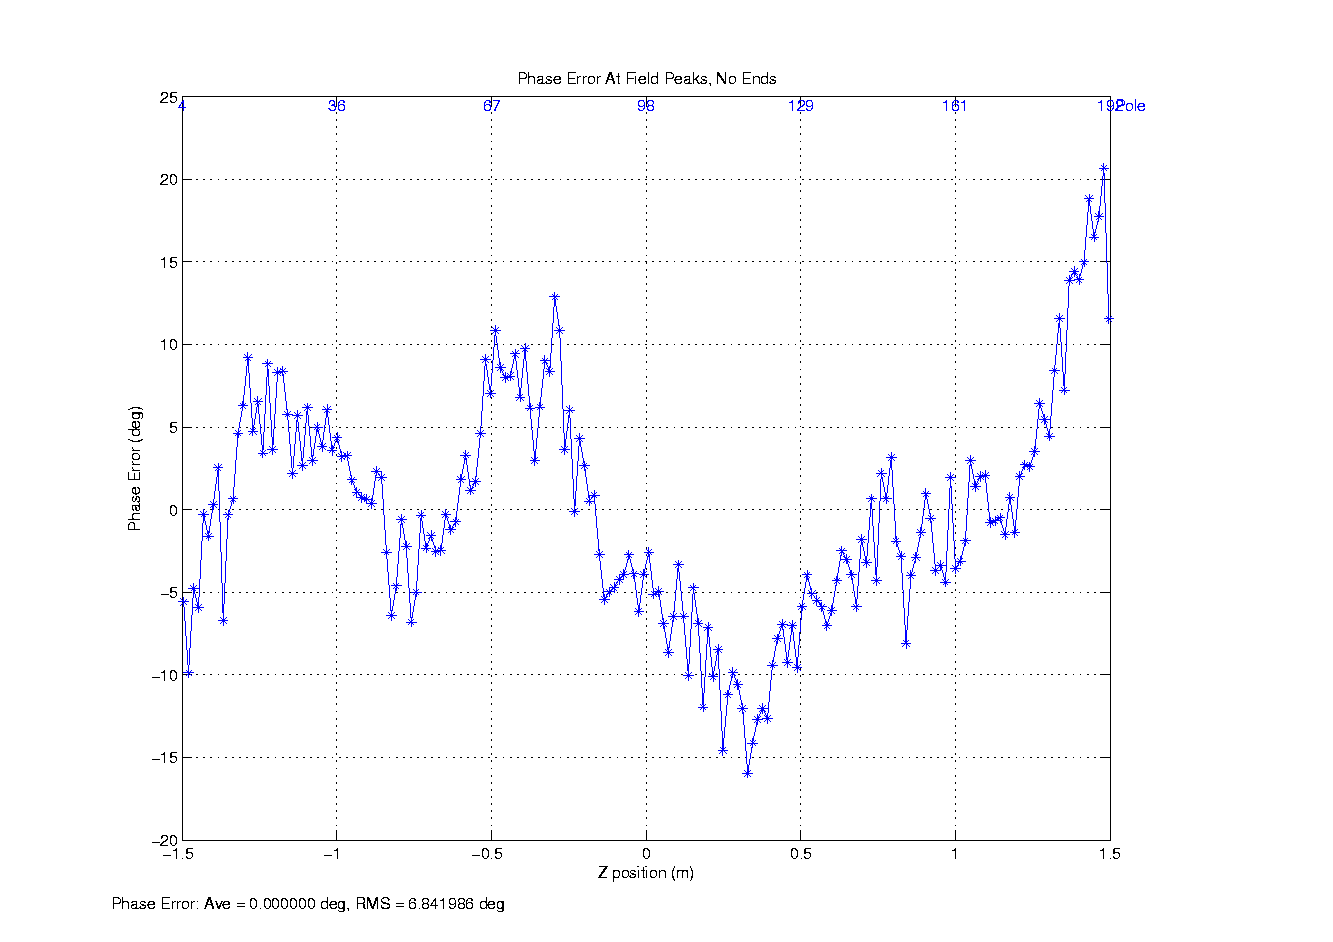 Phase Error At Field Peaks, No Ends
4 36 67 98 129 161 192 Pole
25
20
15
10
5
0
−5
−10
−15
−20
Phase Error (deg)
−1.5 −1 −0.5 0 0.5 1 1.5
Z position (m)
Phase Error: Ave = 0.000000 deg, RMS = 6.841986 deg